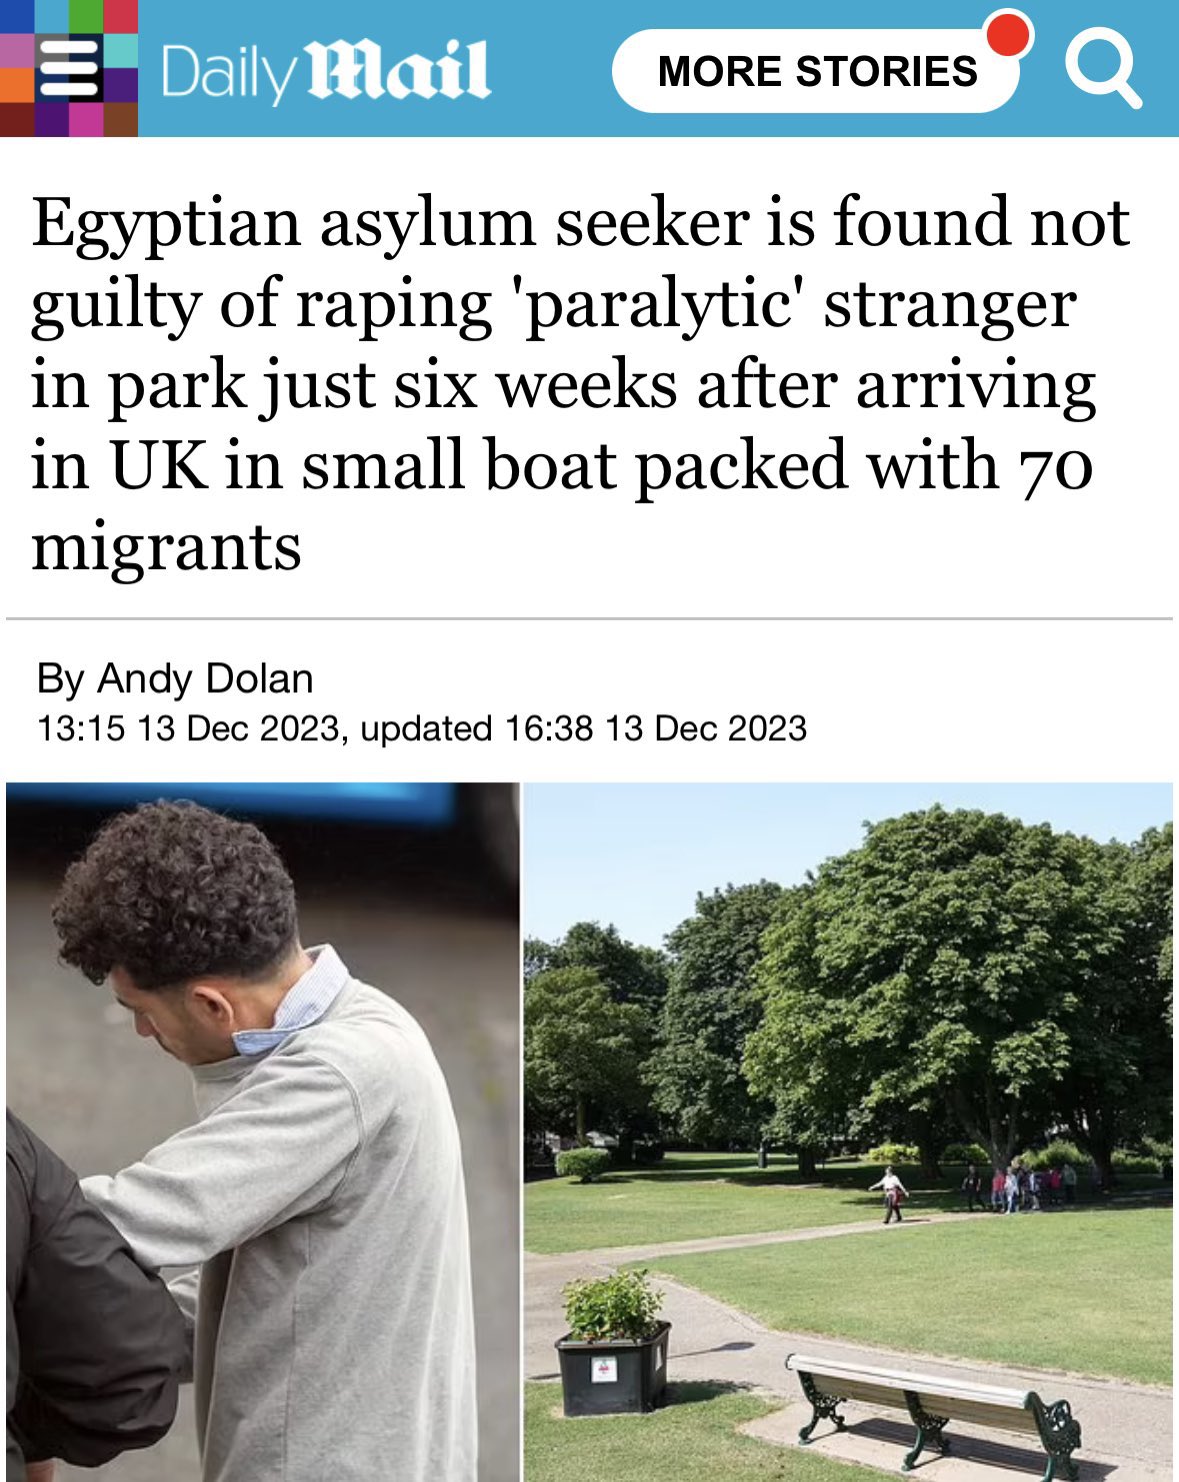 Daily Mail
MORE STORIES
Egyptian asylum seeker is found not
guilty of raping 'paralytic' stranger
in park just six weeks after arriving
in UK in small boat packed with 70
migrants
By Andy Dolan
13:15 13 Dec 2023, updated 16:38 13 Dec 2023